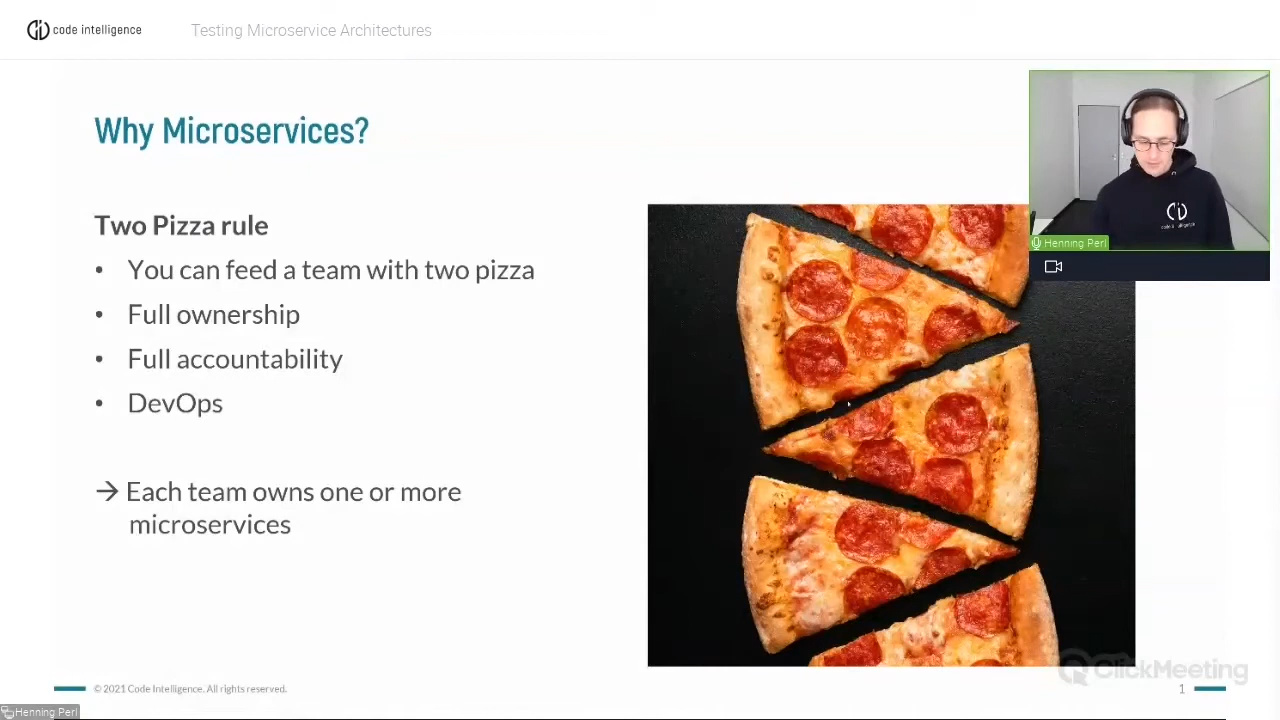 code intelligence
Testing Microservice Architectures
Why Microservices?
Two Pizza rule
• You can feed a team with two pizza
• Full ownership
• Full accountability
• DevOps
→ Each team owns one or more
microservices
Henning Perl
ClickMeeting
© 2021 Code Intelligence. All rights reserved.
1
Henning Perl